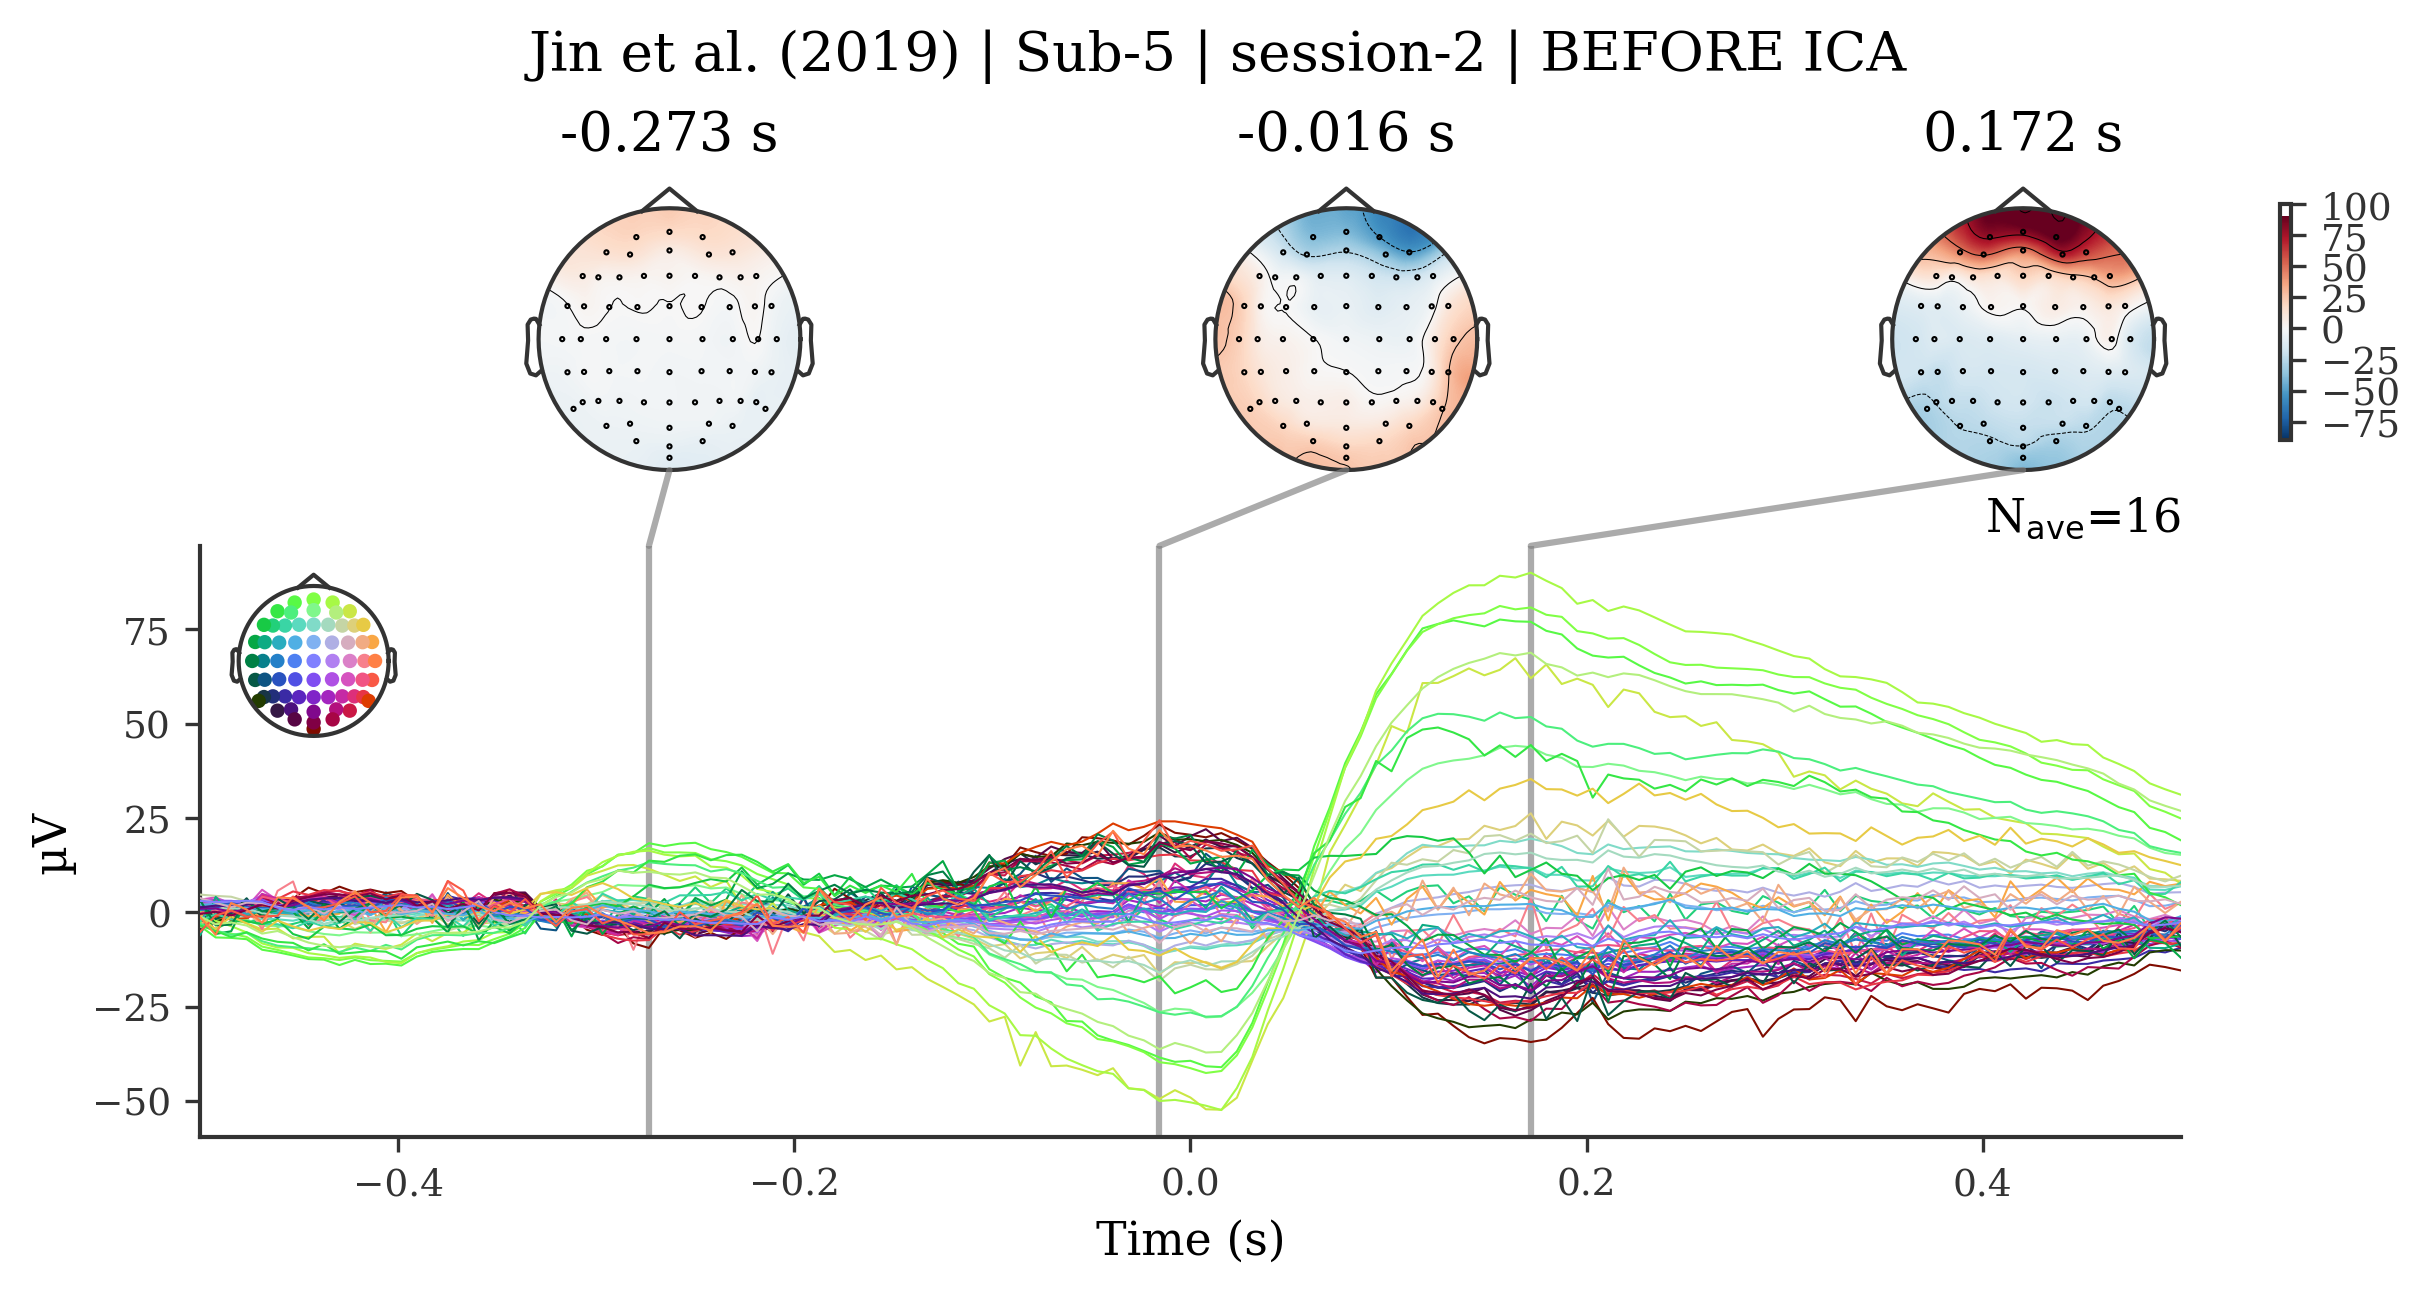 Jin et al. (2019) | Sub-5 | session-2 | BEFORE ICA
-0.273 s
-0.016 s
0.172 s
100
75
50
25
0
−25
−50
−75
Nave=16
75
50
25
0
−25
−50
µV
−0.4
−0.2
0.0
0.2
0.4
Time (s)